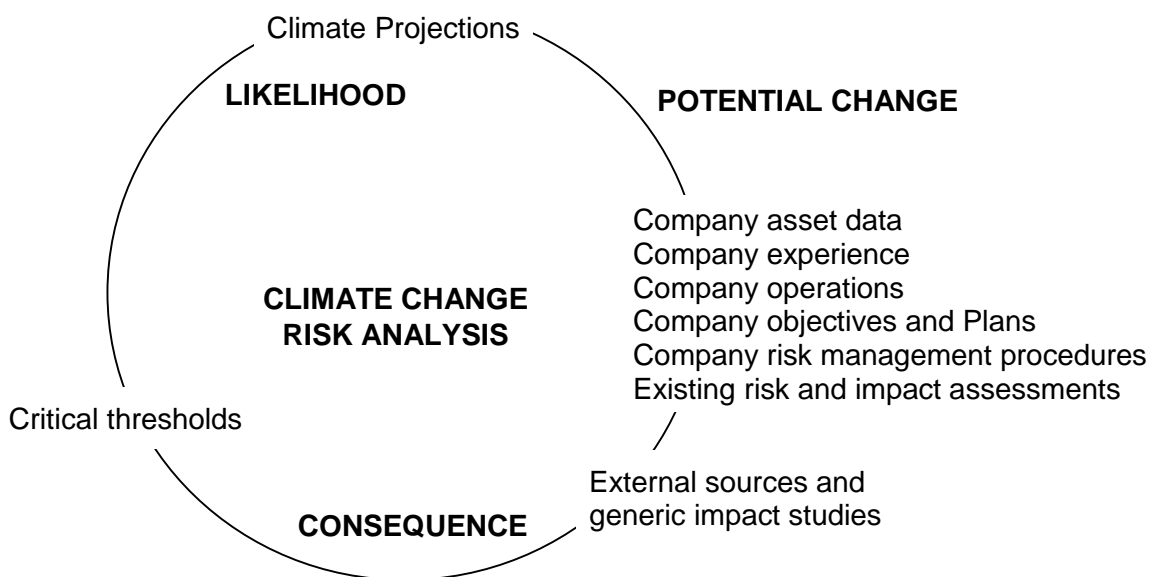 Climate Projections
LIKELIHOOD
POTENTIAL CHANGE
Company asset data
Company experience
Company operations
Company objectives and Plans
Company risk management procedures
Existing risk and impact assessments
CLIMATE CHANGE
RISK ANALYSIS
Critical thresholds
External sources and
generic impact studies
CONSEQUENCE